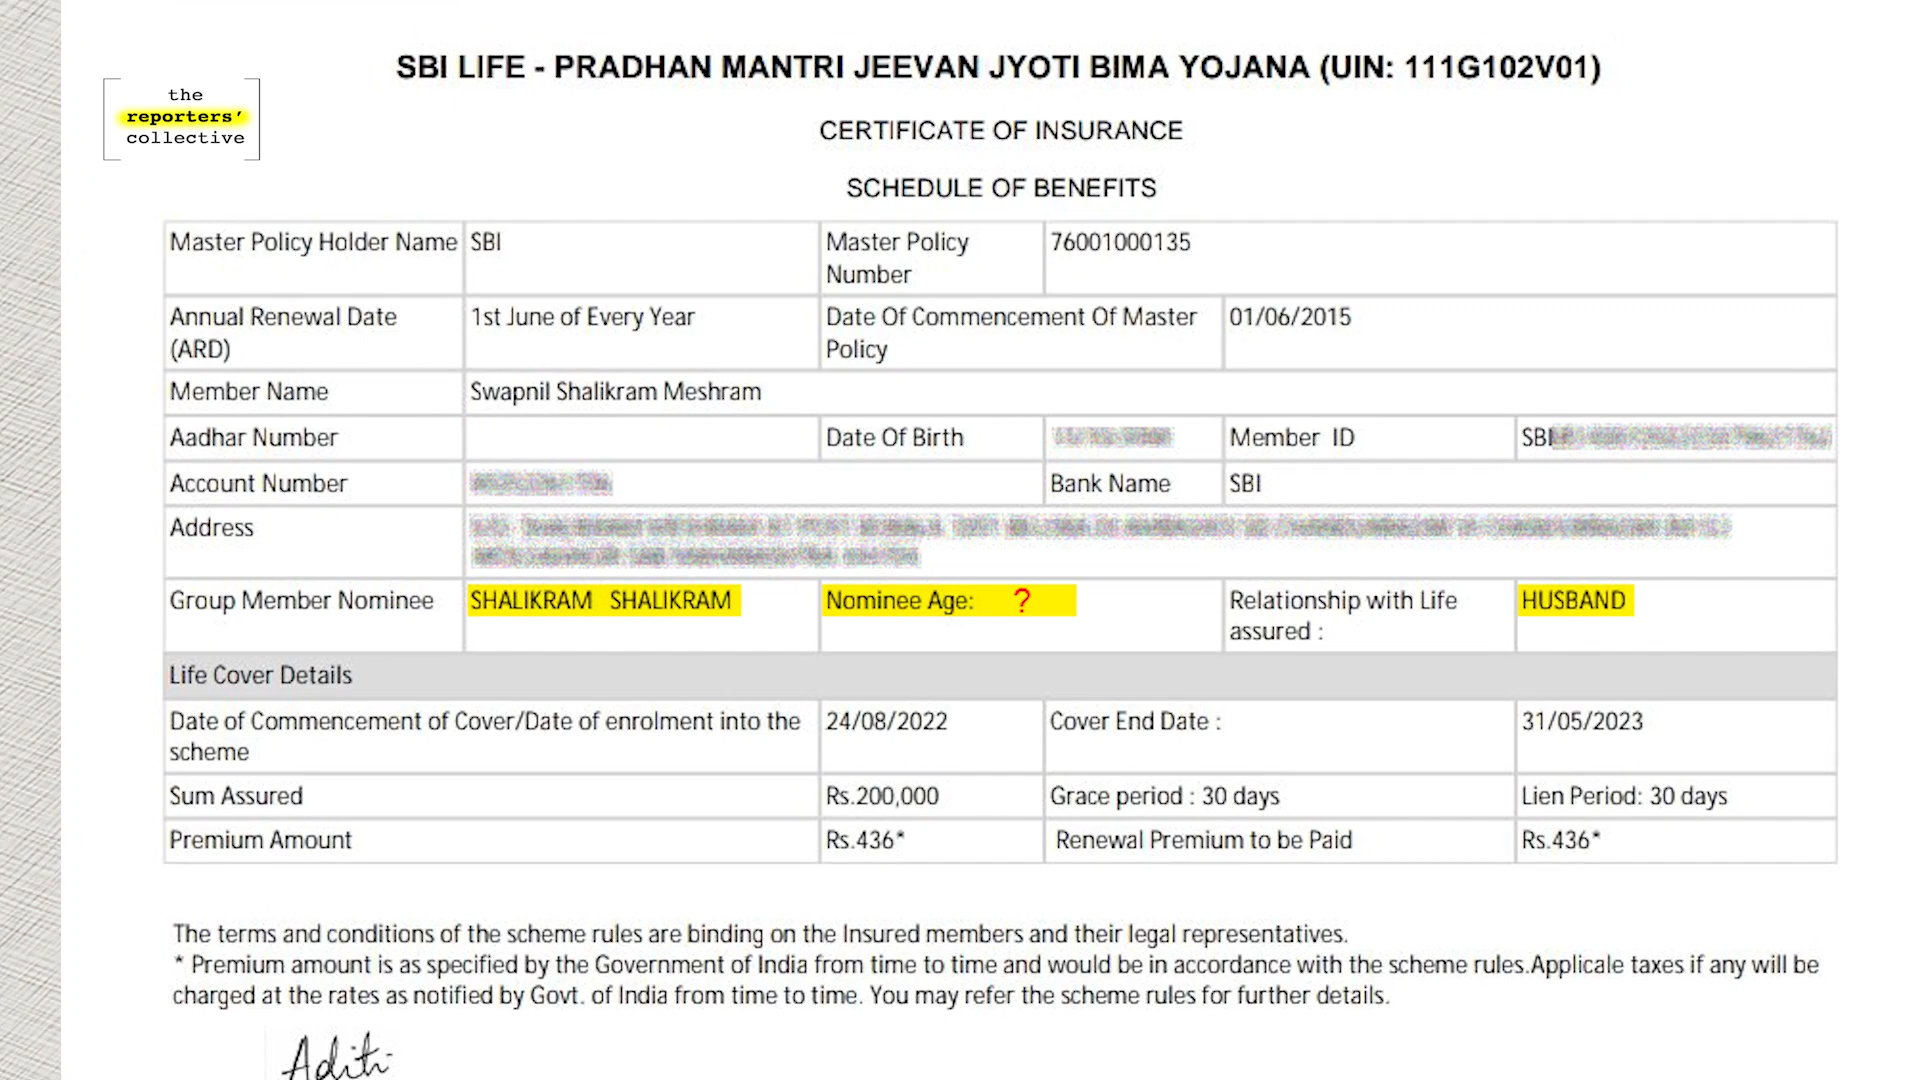 the
reporters’
collective
SBI LIFE - PRADHAN MANTRI JEEVAN JYOTI BIMA YOJANA (UIN: 111G102V01)
CERTIFICATE OF INSURANCE
SCHEDULE OF BENEFITS
Master Policy Holder Name SBI Master Policy Number 76001000135
Annual Renewal Date (ARD) 1st June of Every Year Date Of Commencement Of Master Policy 01/06/2015
Member Name Swapnil Shalikram Meshram
Aadhar Number Date Of Birth Member ID SBI
Account Number Bank Name SBI
Address
Group Member Nominee SHALIKRAM SHALIKRAM Nominee Age: ? Relationship with Life assured : HUSBAND
Life Cover Details
Date of Commencement of Cover/Date of enrolment into the scheme 24/08/2022 Cover End Date : 31/05/2023
Sum Assured Rs.200,000 Grace period : 30 days Lien Period: 30 days
Premium Amount Rs.436* Renewal Premium to be Paid Rs.436*
The terms and conditions of the scheme rules are binding on the Insured members and their legal representatives.
* Premium amount is as specified by the Government of India from time to time and would be in accordance with the scheme rules.Applicale taxes if any will be
charged at the rates as notified by Govt. of India from time to time. You may refer the scheme rules for further details.
Aditi